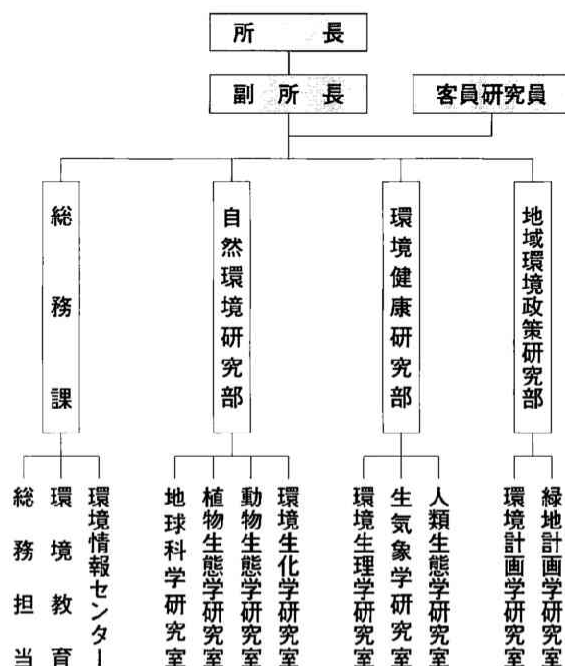 所長
副所長
客員研究員
総務課
自然環境研究部
環境健康研究部
地域環境政策研究部
総務担当
環境教育
環境情報センター
地球科学研究室
植物生態学研究室
動物生態学研究室
環境生化学研究室
環境生理学研究室
生気象学研究室
人類生態学研究室
環境計画学研究室
緑地計画学研究室